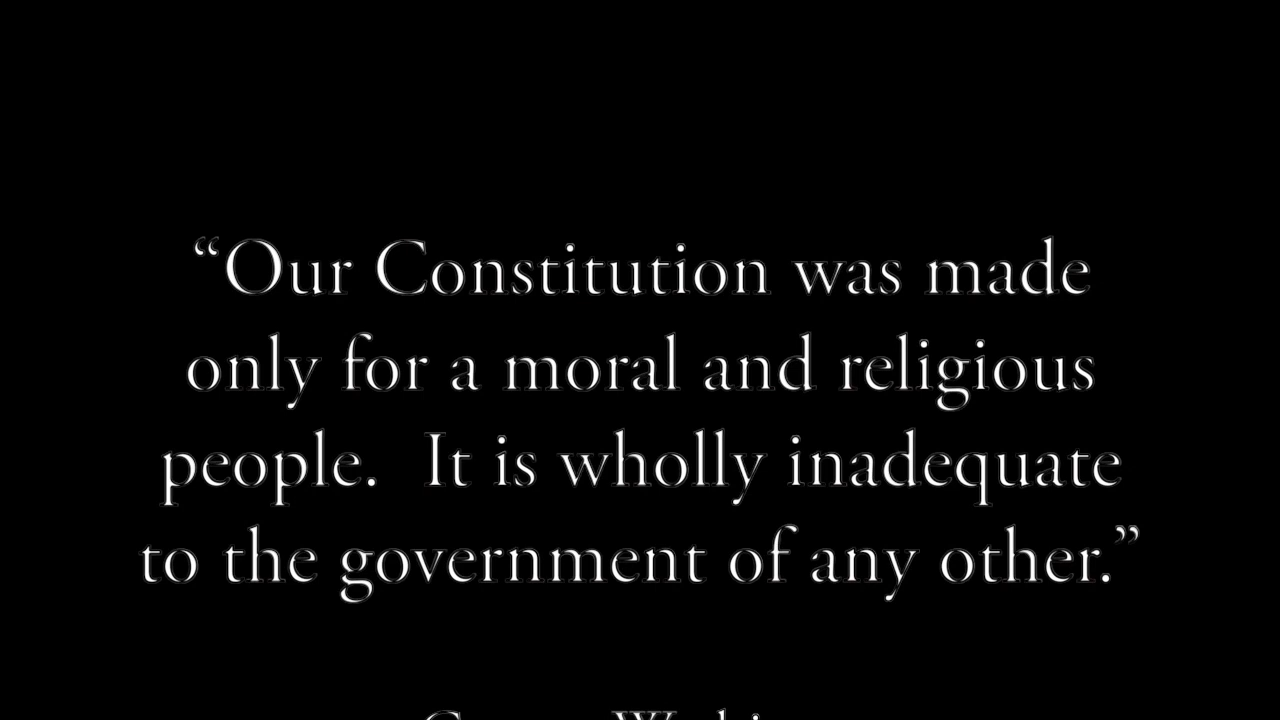 “Our Constitution was made
only for a moral and religious
people.  It is wholly inadequate
to the government of any other.”